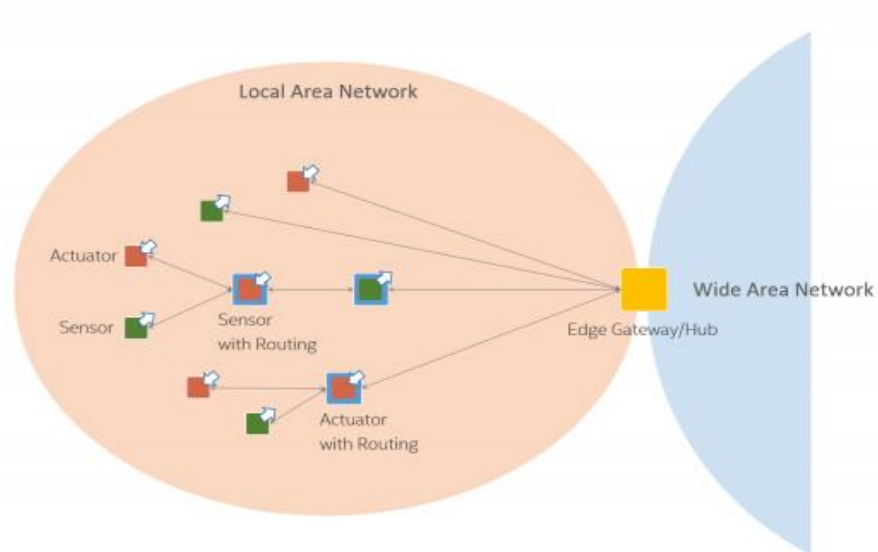 Local Area Network
Actuator
Sensor
Sensor
with Routing
Actuator
with Routing
Edge Gateway/Hub
Wide Area Network